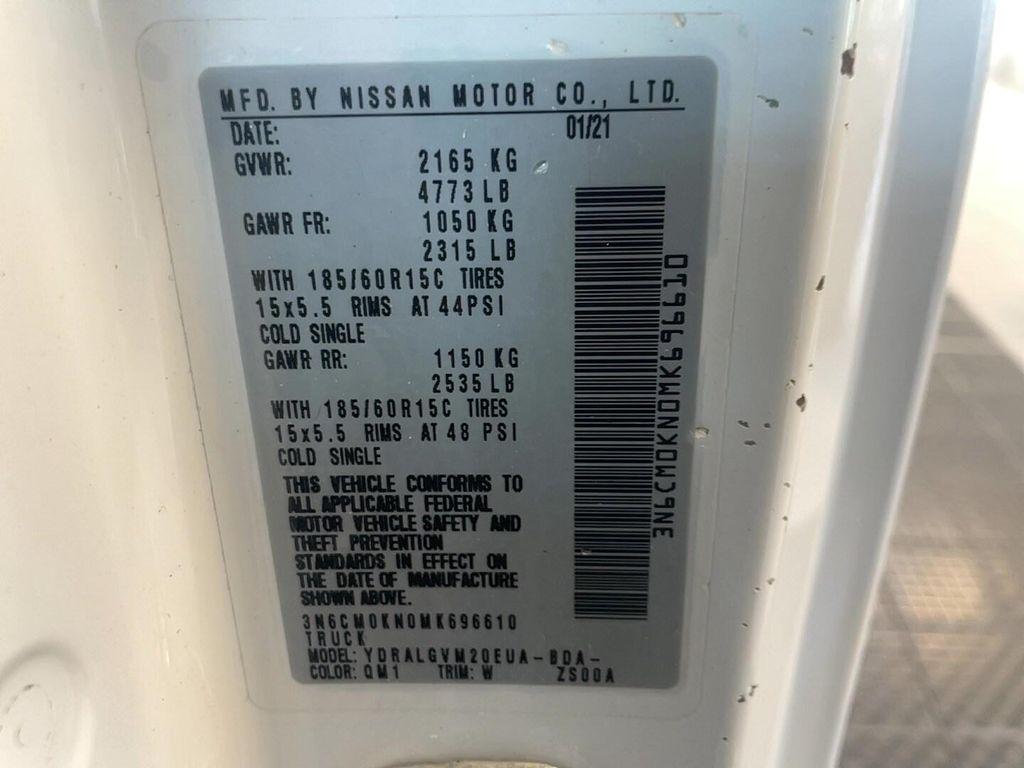 MFD. BY NISSAN MOTOR CO., LTD.
DATE: 01/21
GVWR: 2165 KG
4773 LB
GAWR FR: 1050 KG
2315 LB
WITH 185/60R15C TIRES
15x5.5 RIMS AT 44PSI
COLD SINGLE
GAWR RR: 1150 KG
2535 LB
WITH 185/60R15C TIRES
15x5.5 RIMS AT 48 PSI
COLD SINGLE
THIS VEHICLE CONFORMS TO
ALL APPLICABLE FEDERAL
MOTOR VEHICLE SAFETY AND
THEFT PREVENTION
STANDARDS IN EFFECT ON
THE DATE OF MANUFACTURE
SHOWN ABOVE.
3N6CM0KN0MK696610
TRUCK
MODEL: YDRALGVM20EUA-BDA-
COLOR: QM1 TRIM: W ZS00A
3N6CM0KN0MK696610